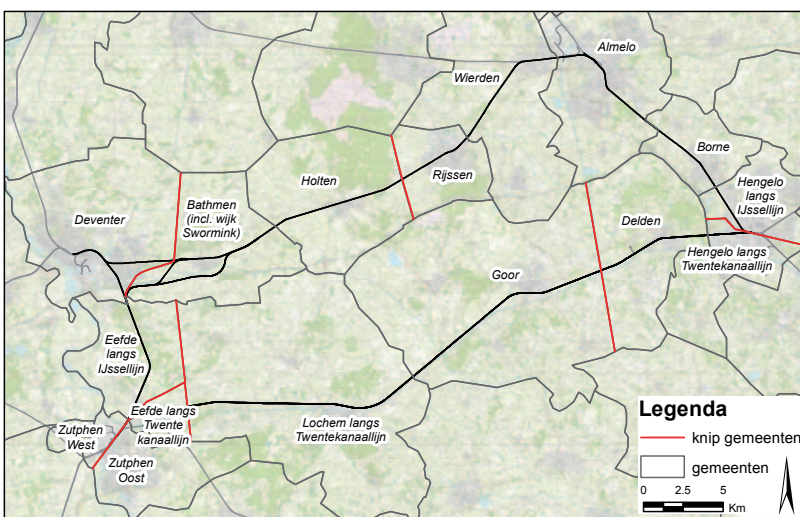 Almelo
Wierden
Borne
Holten
Rijssen
Hengelo
langs
IJssellijn
Bathmen
(incl. wijk
Swormink)
Deventer
Delden
Hengelo langs
Twentekanaallijn
Goor
Eefde
langs
IJssellijn
Eefde langs
Twente
kanaallijn
Lochem langs
Twentekanaallijn
Zutphen
West
Zutphen
Oost
Legenda
knip gemeenten
gemeenten
0 2.5 5
Km